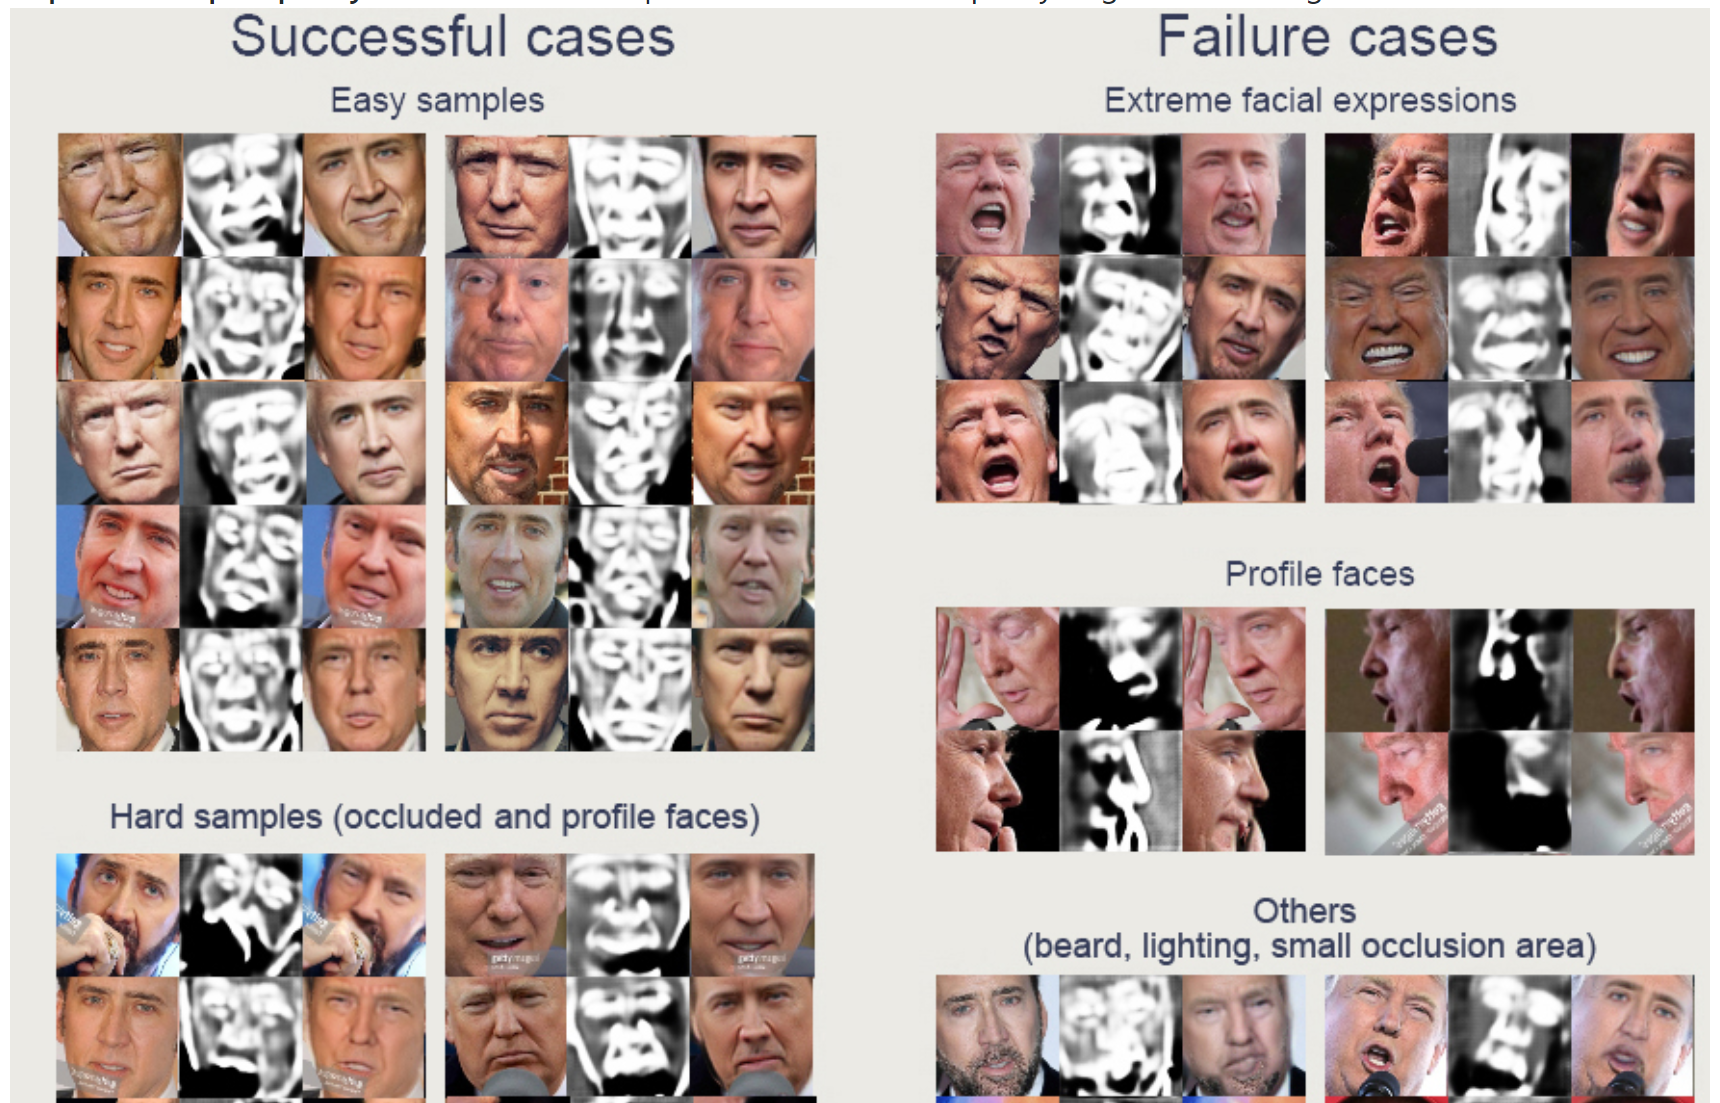 Successful cases
Easy samples
Hard samples (occluded and profile faces)
Failure cases
Extreme facial expressions
Profile faces
Others
(beard, lighting, small occlusion area)